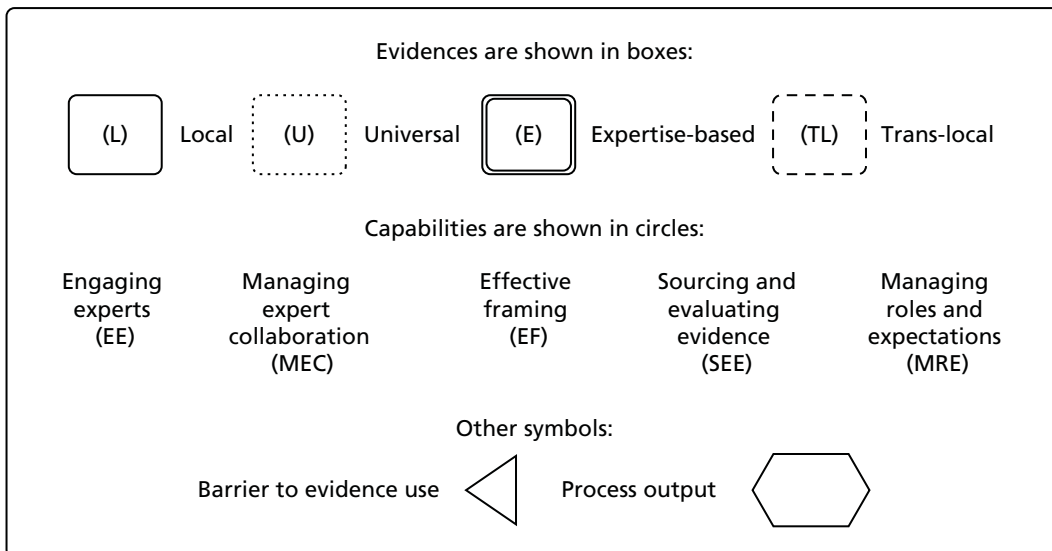 Evidences are shown in boxes:
(L) Local (U) Universal (E) Expertise-based (TL) Trans-local
Capabilities are shown in circles:
Engaging
experts
(EE)
Managing
expert
collaboration
(MEC)
Effective
framing
(EF)
Sourcing and
evaluating
evidence
(SEE)
Managing
roles and
expectations
(MRE)
Other symbols:
Barrier to evidence use Process output